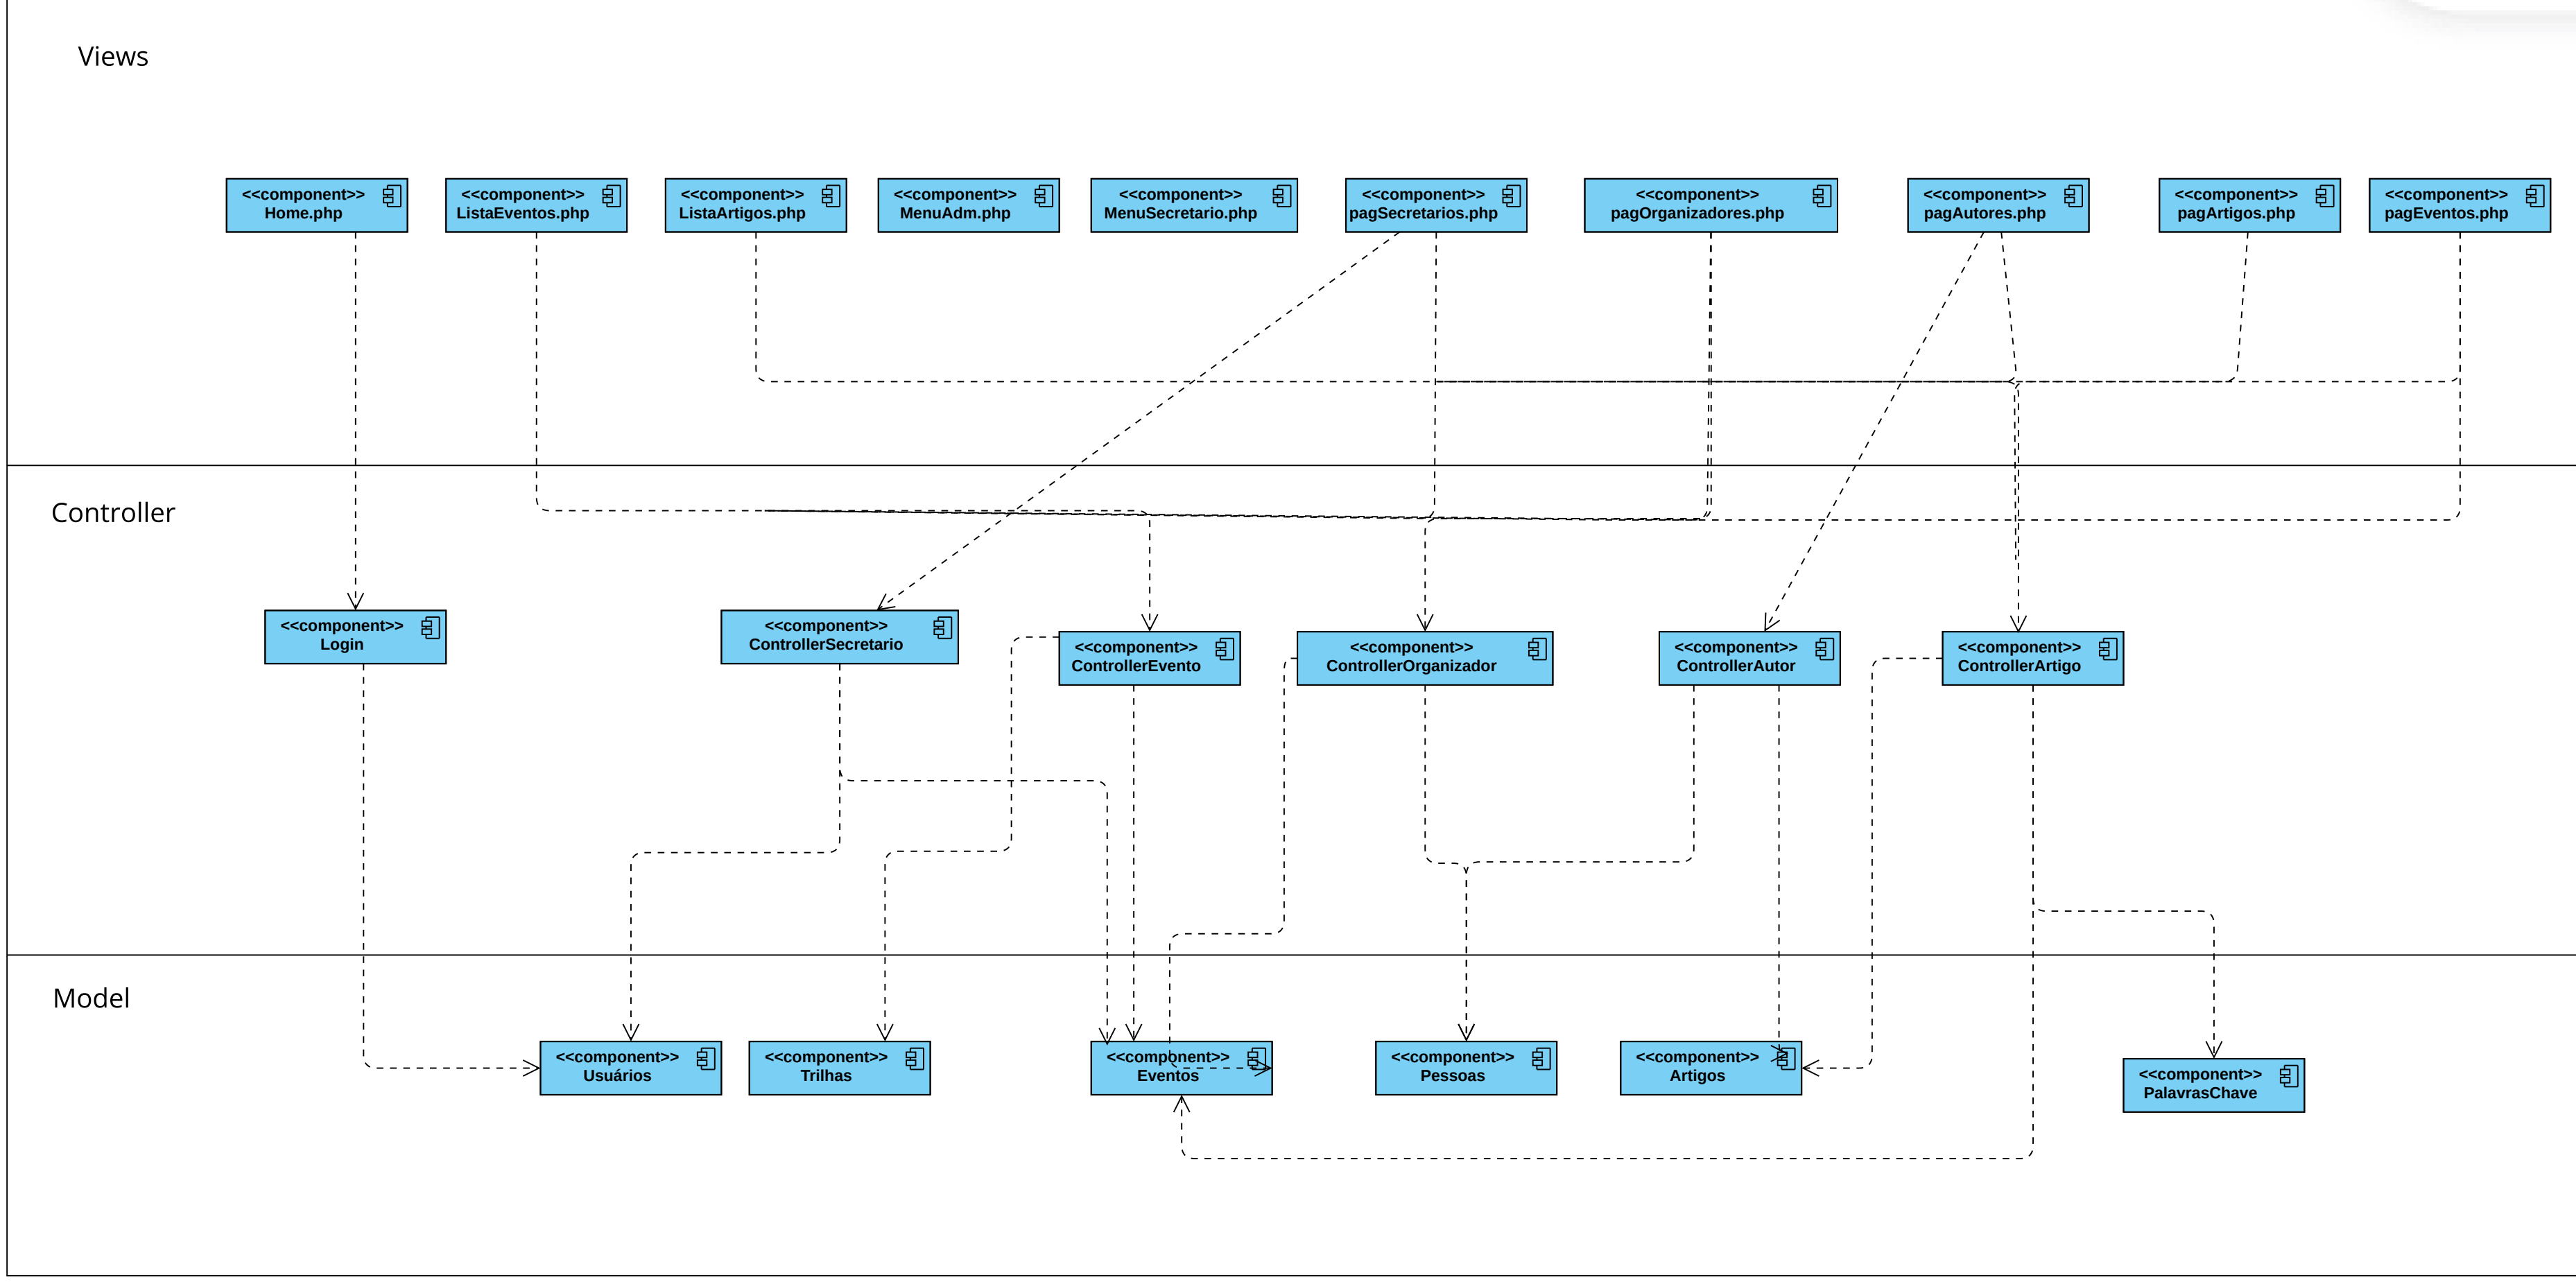 Views
<<component>>
Home.php
<<component>>
ListaEventos.php
<<component>>
ListaArtigos.php
<<component>>
MenuAdm.php
<<component>>
MenuSecretario.php
<<component>>
pagSecretarios.php
<<component>>
pagOrganizadores.php
<<component>>
pagAutores.php
<<component>>
pagArtigos.php
<<component>>
pagEventos.php
Controller
<<component>>
Login
<<component>>
ControllerSecretario
<<component>>
ControllerEvento
<<component>>
ControllerOrganizador
<<component>>
ControllerAutor
<<component>>
ControllerArtigo
Model
<<component>>
Usuários
<<component>>
Trilhas
<<component>>
Eventos
<<component>>
Pessoas
<<component>>
Artigos
<<component>>
PalavrasChave